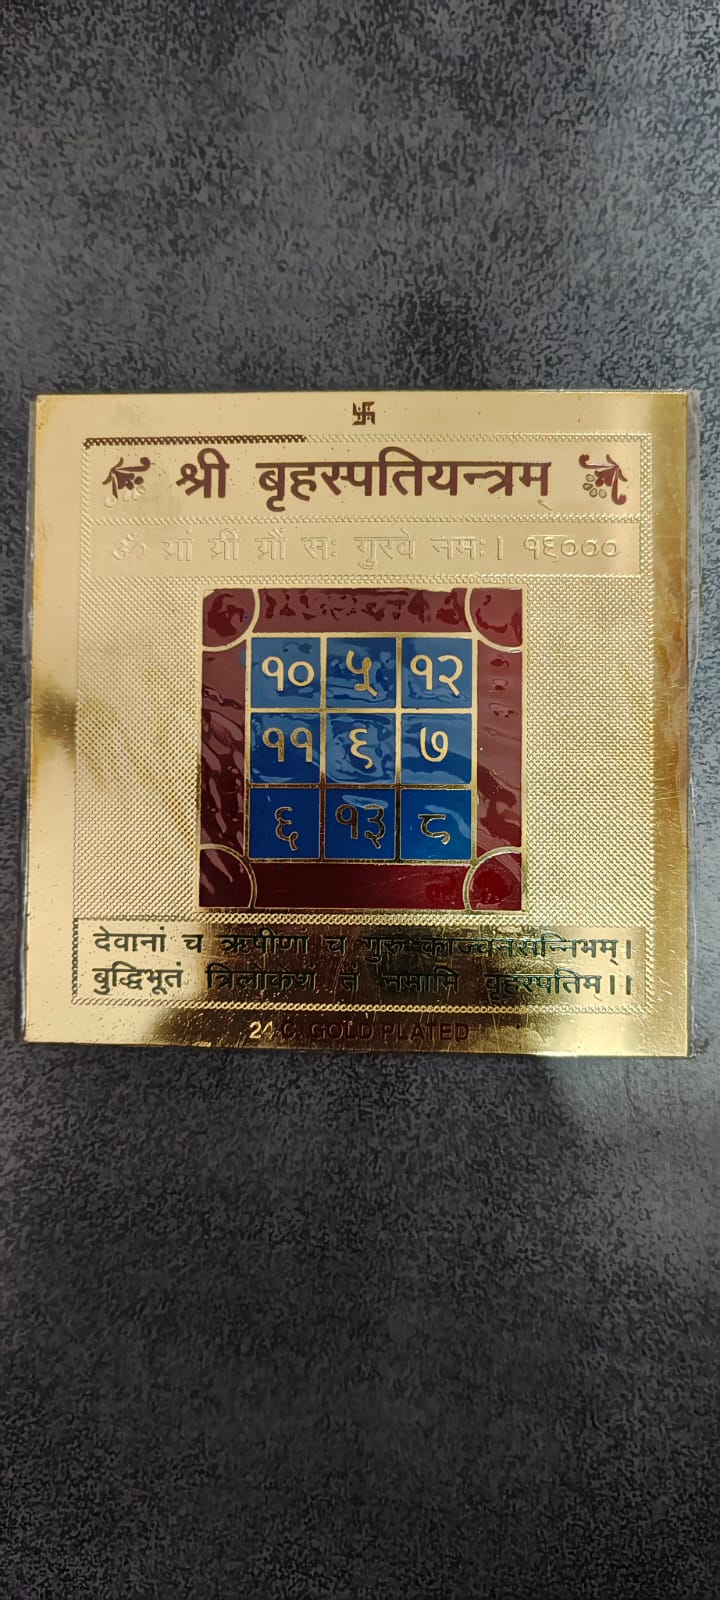 श्री बृहस्पतियन्त्रम्
ॐ ग्रां ग्रीं ग्रौं सः गुरवे नमः। १६०००
१० ५ १२
११ ६ ७
६ १३ ८
देवानां च ऋषीणां च गुरुं काञ्चनसन्निभम्।
बुद्धिभूतं त्रिलोकेशं तं नमामि बृहस्पतिम्।।
24 C. GOLD PLATED